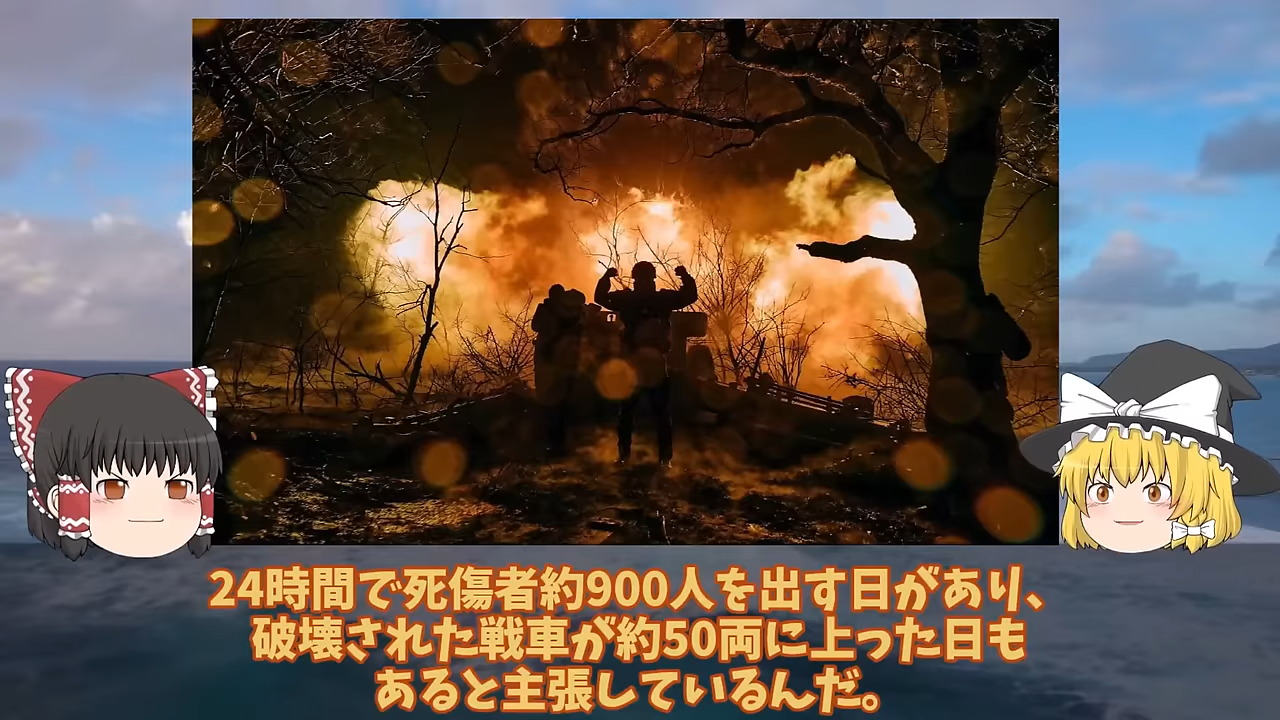 24時間で死傷者約900人を出す日があり、
破壊された戦車が約50両に上った日も
あると主張しているんだ。